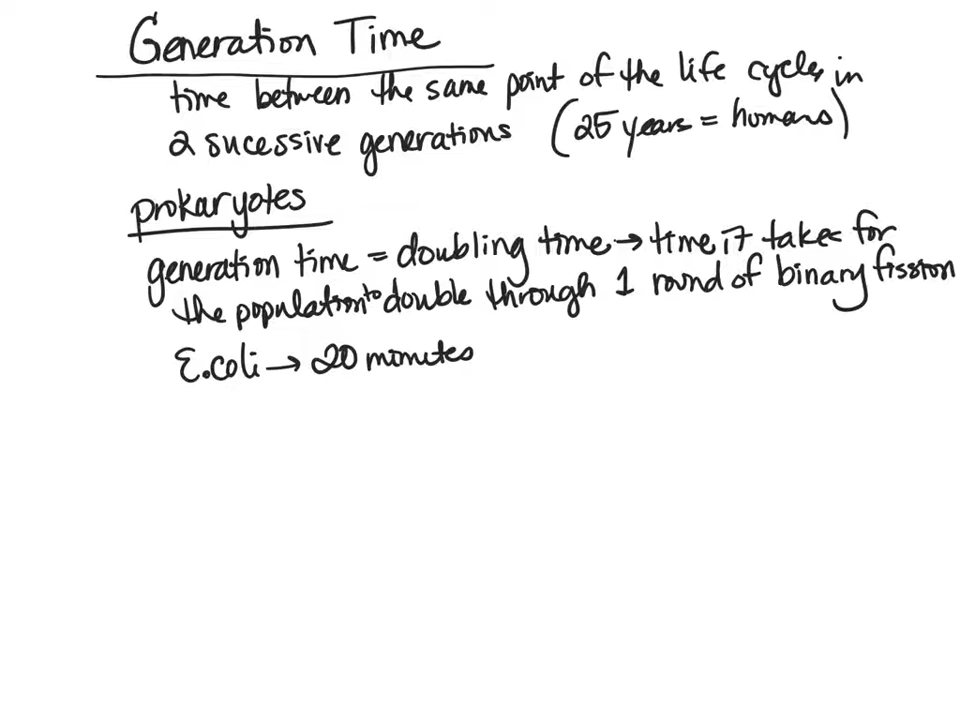 Generation Time
time between the same point of the life cycles in
2 sucessive generations (25 years = humans)
prokaryotes
generation time = doubling time → time it takes for
the population to double through 1 round of binary fission
E.coli → 20 minutes